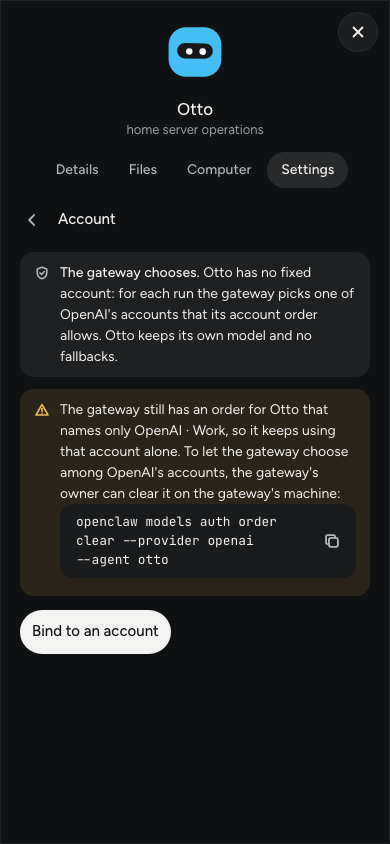 Otto
home server operations
Details Files Computer Settings
Account
The gateway chooses. Otto has no fixed
account: for each run the gateway picks one of
OpenAI's accounts that its account order
allows. Otto keeps its own model and no
fallbacks.
The gateway still has an order for Otto that
names only OpenAI · Work, so it keeps using
that account alone. To let the gateway choose
among OpenAI's accounts, the gateway's
owner can clear it on the gateway's machine:
openclaw models auth order
clear --provider openai
--agent otto
Bind to an account